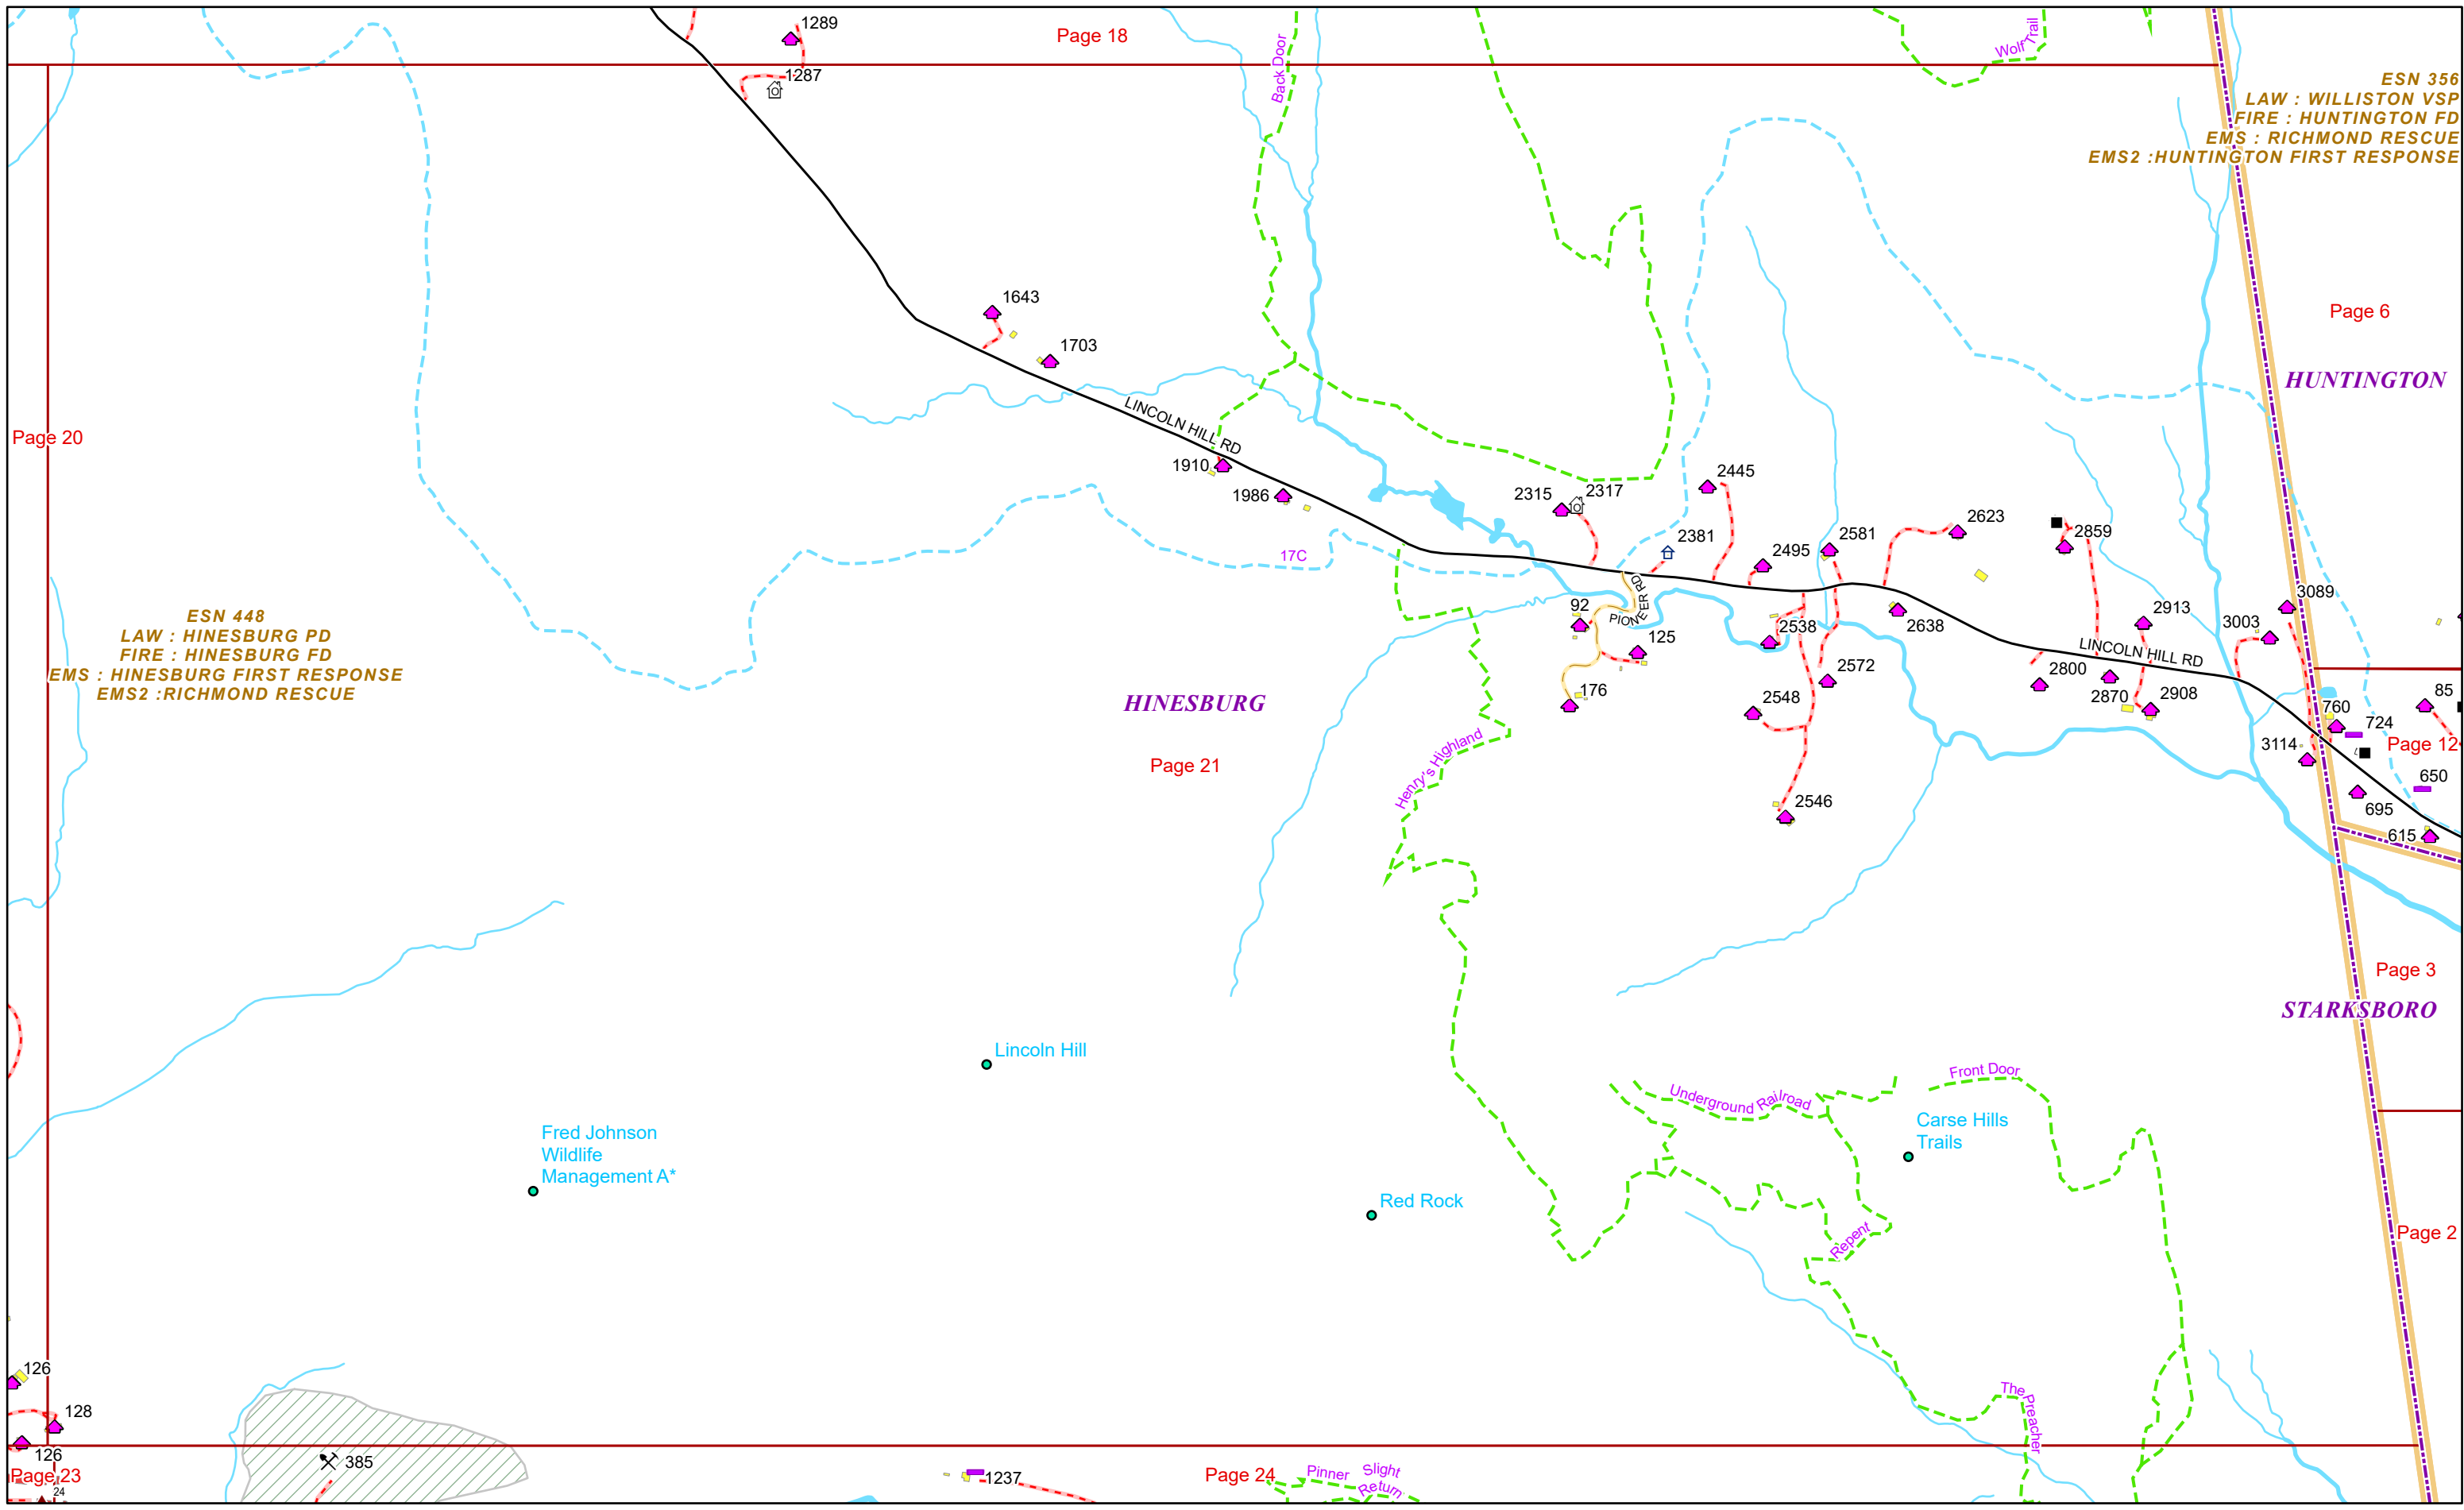 1289
Page 18
Back Door
Wolf Trail
1287
ESN 356
LAW : WILLISTON VSP
FIRE : HUNTINGTON FD
EMS : RICHMOND RESCUE
EMS2 :HUNTINGTON FIRST RESPONSE
1643
Page 6
1703
HUNTINGTON
LINCOLN HILL RD
Page 20
1910
1986
2315
2317
2445
2381
2495
2581
2623
2859
17C
92
PIONEER RD
125
2538
2638
2913
3003
3089
ESN 448
LAW : HINESBURG PD
FIRE : HINESBURG FD
EMS : HINESBURG FIRST RESPONSE
EMS2 :RICHMOND RESCUE
LINCOLN HILL RD
176
2572
2548
2800
2870
2908
85
760
724
HINESBURG
Henry's Highland
3114
Page 12
Page 21
650
2546
695
615
Page 3
STARKSBORO
Lincoln Hill
Front Door
Underground Railroad
Carse Hills
Trails
Fred Johnson
Wildlife
Management A*
Red Rock
Repent
Page 2
126
128
The Preacher
126
385
Page 23
24
1237
Page 24
Pinner
Slight
Return